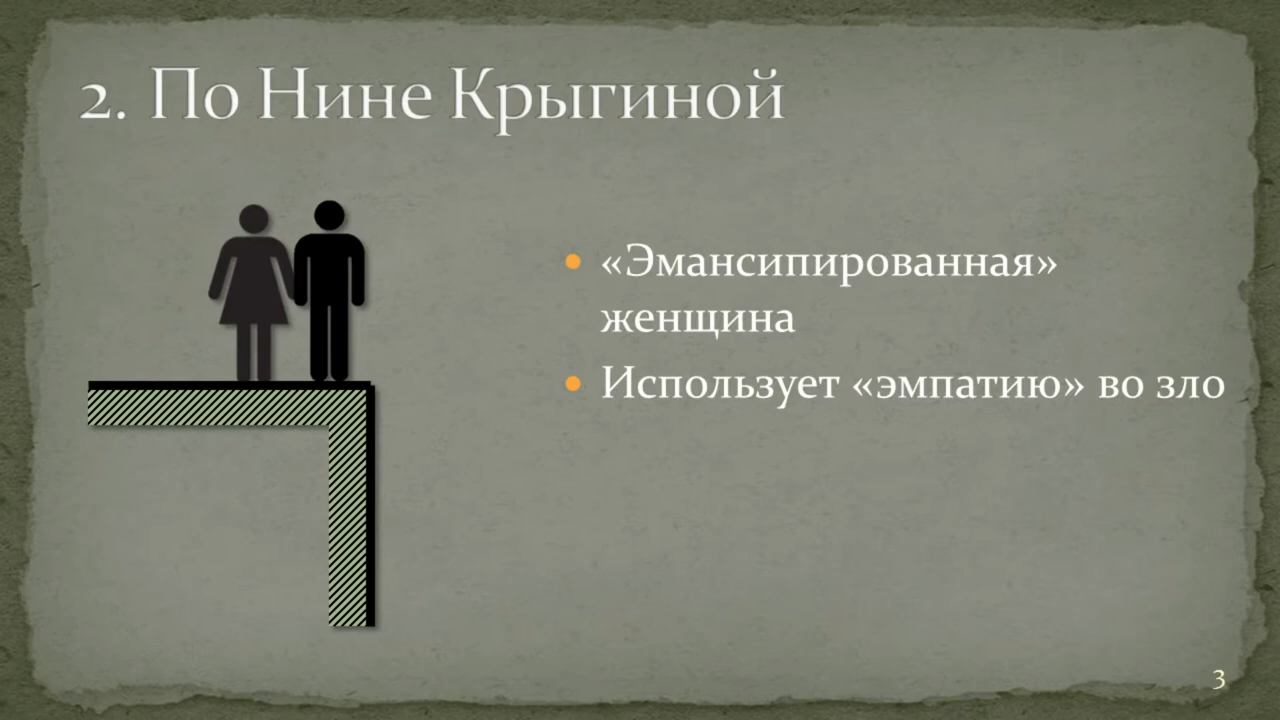 2. По Нине Крыгиной
• «Эмансипированная»
женщина
• Использует «эмпатию» во зло
3